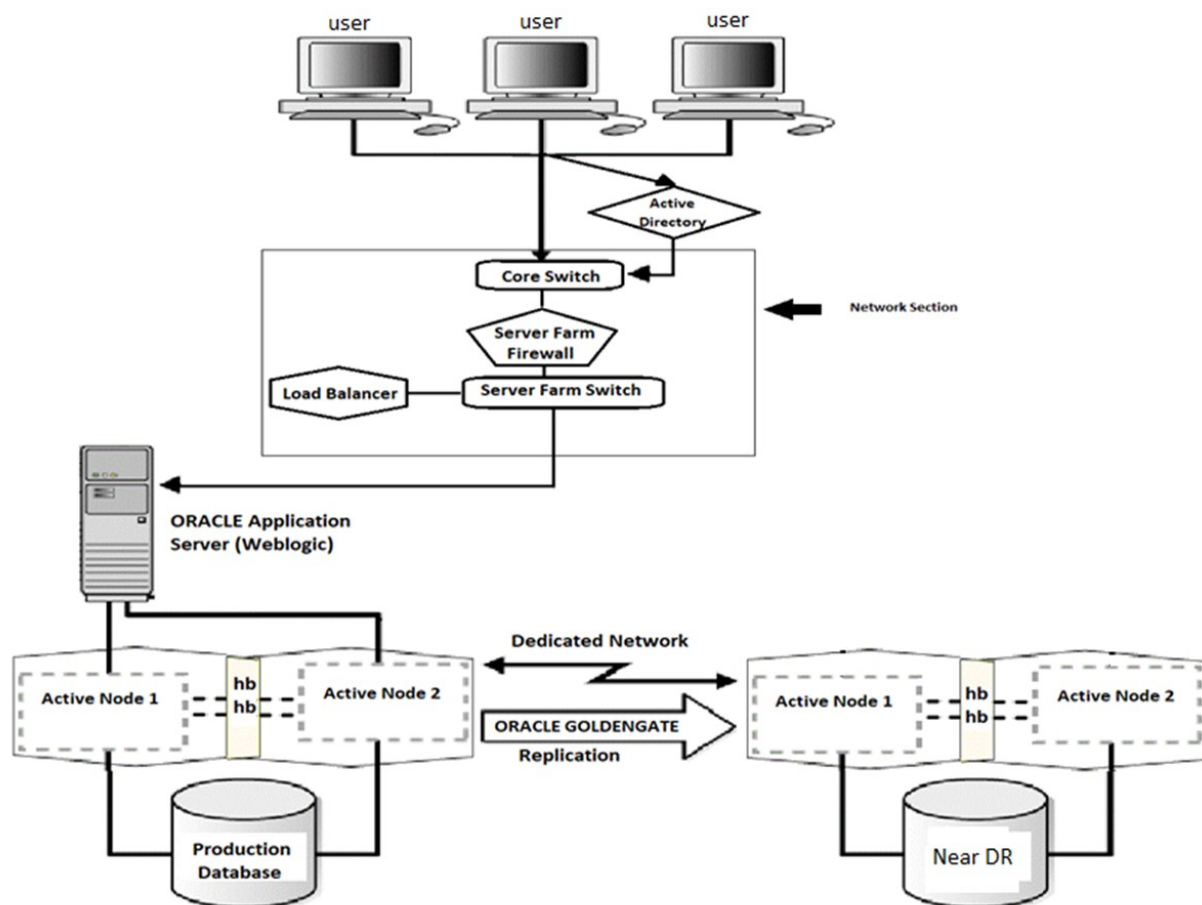 user
user
user
Active
Directory
Core Switch
Network Section
Server Farm
Firewall
Load Balancer
Server Farm Switch
ORACLE Application
Server (Weblogic)
Dedicated Network
Active Node 1
hb
hb
Active Node 2
ORACLE GOLDENGATE
Replication
Active Node 1
hb
hb
Active Node 2
Production
Database
Near DR